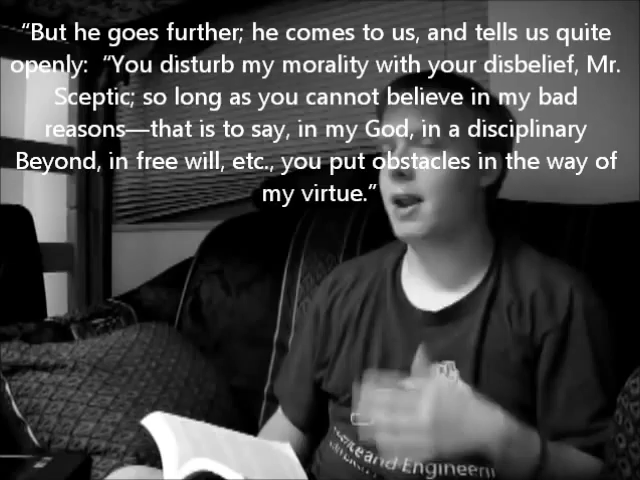 “But he goes further; he comes to us, and tells us quite
openly:  “You disturb my morality with your disbelief, Mr.
Sceptic; so long as you cannot believe in my bad
reasons—that is to say, in my God, in a disciplinary
Beyond, in free will, etc., you put obstacles in the way of
my virtue.”
and Engineeri